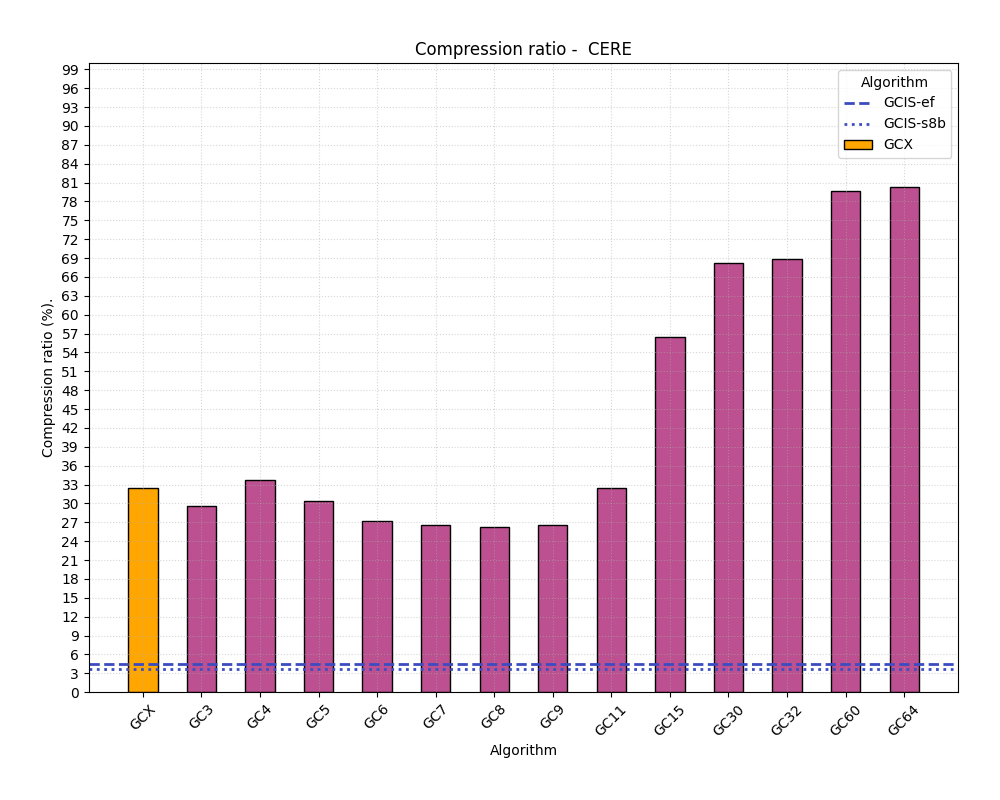 Compression ratio -  CERE
Compression ratio (%).
99
96
93
90
87
84
81
78
75
72
69
66
63
60
57
54
51
48
45
42
39
36
33
30
27
24
21
18
15
12
9
6
3
0
Algorithm
GCIS-ef
GCIS-s8b
GCX
GCX
GC3
GC4
GC5
GC6
GC7
GC8
GC9
GC11
GC15
GC30
GC32
GC60
GC64
Algorithm